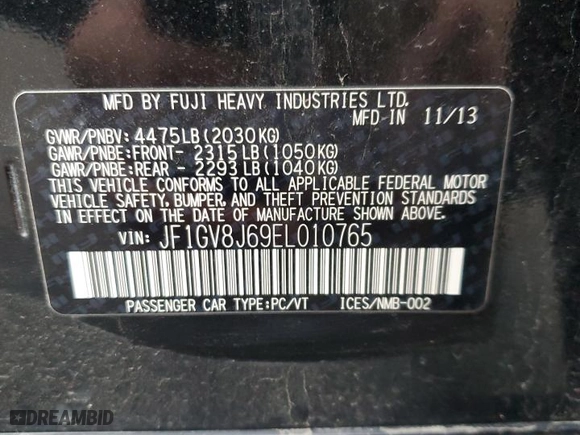 MFD BY FUJI HEAVY INDUSTRIES LTD.
MFD IN 11/13
GVWR/PNBV: 4475LB(2030KG)
GAWR/PNBE:FRONT- 2315LB(1050KG)
GAWR/PNBE:REAR - 2293LB(1040KG)
THIS VEHICLE CONFORMS TO ALL APPLICABLE FEDERAL MOTOR
VEHICLE SAFETY, BUMPER, AND THEFT PREVENTION STANDARDS
IN EFFECT ON THE DATE OF MANUFACTURE SHOWN ABOVE.
VIN: JF1GV8J69EL010765
PASSENGER CAR TYPE:PC/VT ICES/NMB-002
DREAMBID